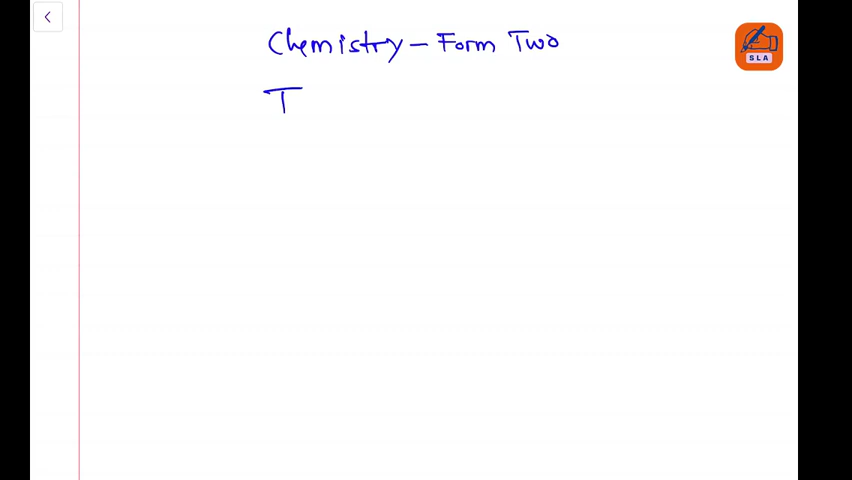 Chemistry – Form Two
SLA
T